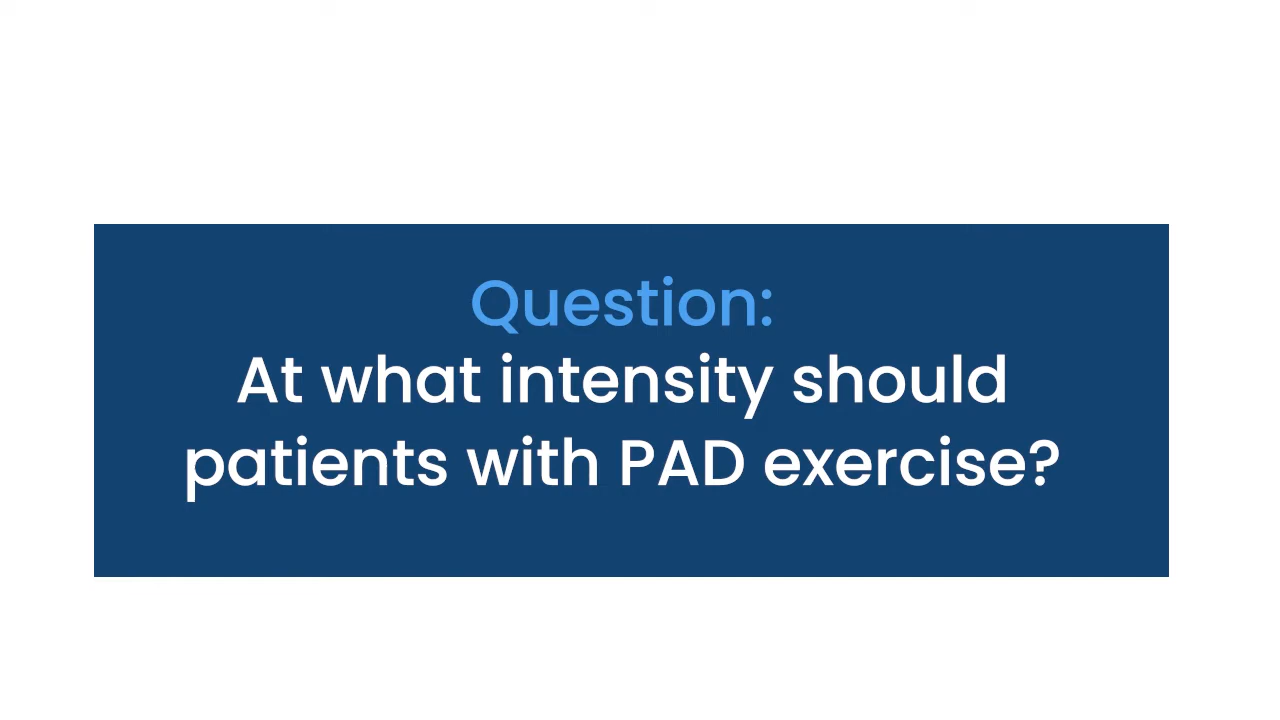 Question:
At what intensity should
patients with PAD exercise?